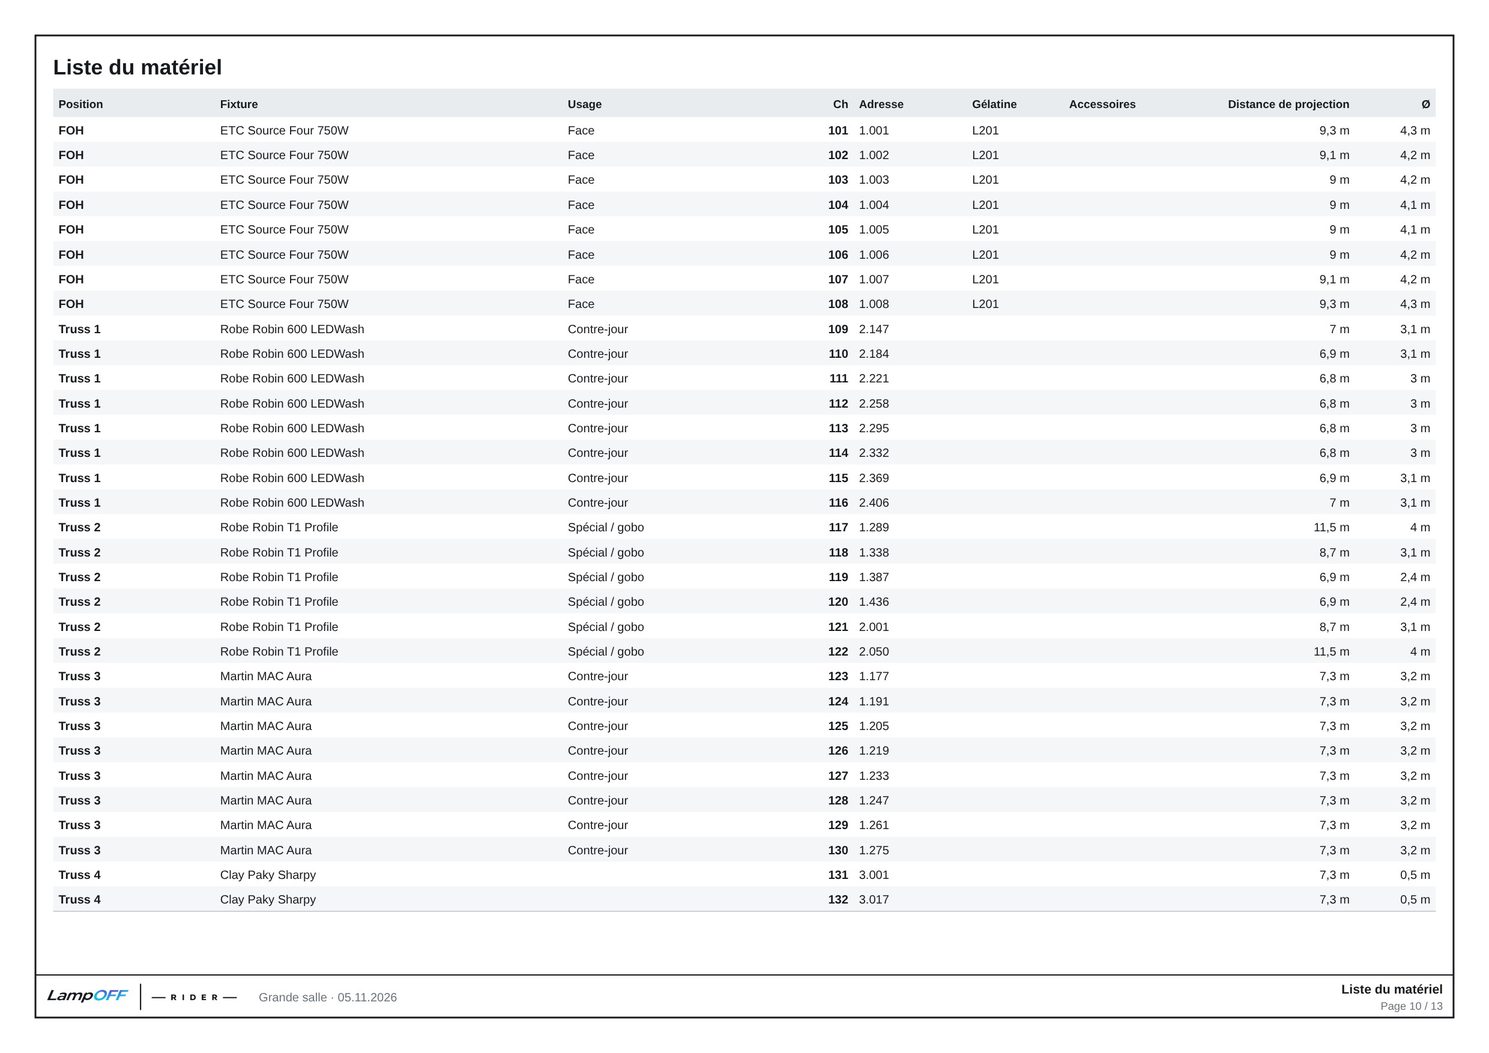 Liste du matériel
Position Fixture Usage Ch Adresse Gélatine Accessoires Distance de projection Ø
FOH ETC Source Four 750W Face 101 1.001 L201 9,3 m 4,3 m
FOH ETC Source Four 750W Face 102 1.002 L201 9,1 m 4,2 m
FOH ETC Source Four 750W Face 103 1.003 L201 9 m 4,2 m
FOH ETC Source Four 750W Face 104 1.004 L201 9 m 4,1 m
FOH ETC Source Four 750W Face 105 1.005 L201 9 m 4,1 m
FOH ETC Source Four 750W Face 106 1.006 L201 9 m 4,2 m
FOH ETC Source Four 750W Face 107 1.007 L201 9,1 m 4,2 m
FOH ETC Source Four 750W Face 108 1.008 L201 9,3 m 4,3 m
Truss 1 Robe Robin 600 LEDWash Contre-jour 109 2.147 7 m 3,1 m
Truss 1 Robe Robin 600 LEDWash Contre-jour 110 2.184 6,9 m 3,1 m
Truss 1 Robe Robin 600 LEDWash Contre-jour 111 2.221 6,8 m 3 m
Truss 1 Robe Robin 600 LEDWash Contre-jour 112 2.258 6,8 m 3 m
Truss 1 Robe Robin 600 LEDWash Contre-jour 113 2.295 6,8 m 3 m
Truss 1 Robe Robin 600 LEDWash Contre-jour 114 2.332 6,8 m 3 m
Truss 1 Robe Robin 600 LEDWash Contre-jour 115 2.369 6,9 m 3,1 m
Truss 1 Robe Robin 600 LEDWash Contre-jour 116 2.406 7 m 3,1 m
Truss 2 Robe Robin T1 Profile Spécial / gobo 117 1.289 11,5 m 4 m
Truss 2 Robe Robin T1 Profile Spécial / gobo 118 1.338 8,7 m 3,1 m
Truss 2 Robe Robin T1 Profile Spécial / gobo 119 1.387 6,9 m 2,4 m
Truss 2 Robe Robin T1 Profile Spécial / gobo 120 1.436 6,9 m 2,4 m
Truss 2 Robe Robin T1 Profile Spécial / gobo 121 2.001 8,7 m 3,1 m
Truss 2 Robe Robin T1 Profile Spécial / gobo 122 2.050 11,5 m 4 m
Truss 3 Martin MAC Aura Contre-jour 123 1.177 7,3 m 3,2 m
Truss 3 Martin MAC Aura Contre-jour 124 1.191 7,3 m 3,2 m
Truss 3 Martin MAC Aura Contre-jour 125 1.205 7,3 m 3,2 m
Truss 3 Martin MAC Aura Contre-jour 126 1.219 7,3 m 3,2 m
Truss 3 Martin MAC Aura Contre-jour 127 1.233 7,3 m 3,2 m
Truss 3 Martin MAC Aura Contre-jour 128 1.247 7,3 m 3,2 m
Truss 3 Martin MAC Aura Contre-jour 129 1.261 7,3 m 3,2 m
Truss 3 Martin MAC Aura Contre-jour 130 1.275 7,3 m 3,2 m
Truss 4 Clay Paky Sharpy 131 3.001 7,3 m 0,5 m
Truss 4 Clay Paky Sharpy 132 3.017 7,3 m 0,5 m
LampOFF — RIDER — Grande salle · 05.11.2026
Liste du matériel
Page 10 / 13